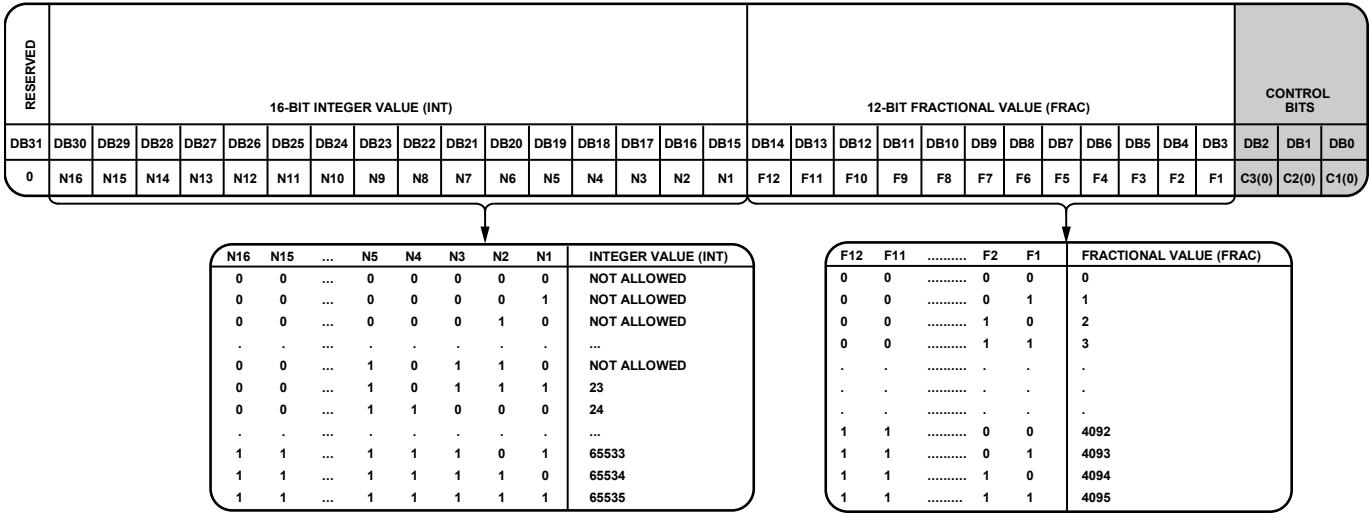 RESERVED
16-BIT INTEGER VALUE (INT) 12-BIT FRACTIONAL VALUE (FRAC) CONTROL
BITS
DB31 DB30 DB29 DB28 DB27 DB26 DB25 DB24 DB23 DB22 DB21 DB20 DB19 DB18 DB17 DB16 DB15 DB14 DB13 DB12 DB11 DB10 DB9 DB8 DB7 DB6 DB5 DB4 DB3 DB2 DB1 DB0
0 N16 N15 N14 N13 N12 N11 N10 N9 N8 N7 N6 N5 N4 N3 N2 N1 F12 F11 F10 F9 F8 F7 F6 F5 F4 F3 F2 F1 C3(0) C2(0) C1(0)
N16 N15 ... N5 N4 N3 N2 N1 INTEGER VALUE (INT)
0 0 ... 0 0 0 0 0 NOT ALLOWED
0 0 ... 0 0 0 0 1 NOT ALLOWED
0 0 ... 0 0 0 1 0 NOT ALLOWED
. . ... . . . . . ...
0 0 ... 1 0 1 1 0 NOT ALLOWED
0 0 ... 1 0 1 1 1 23
0 0 ... 1 1 0 0 0 24
. . ... . . . . . ...
1 1 ... 1 1 1 0 1 65533
1 1 ... 1 1 1 1 0 65534
1 1 ... 1 1 1 1 1 65535
F12 F11 .......... F2 F1 FRACTIONAL VALUE (FRAC)
0 0 .......... 0 0 0
0 0 .......... 0 1 1
0 0 .......... 1 0 2
0 0 .......... 1 1 3
. . .......... . . .
. . .......... . . .
. . .......... . . .
1 1 .......... 0 0 4092
1 1 .......... 0 1 4093
1 1 .......... 1 0 4094
1 1 ......... 1 1 4095